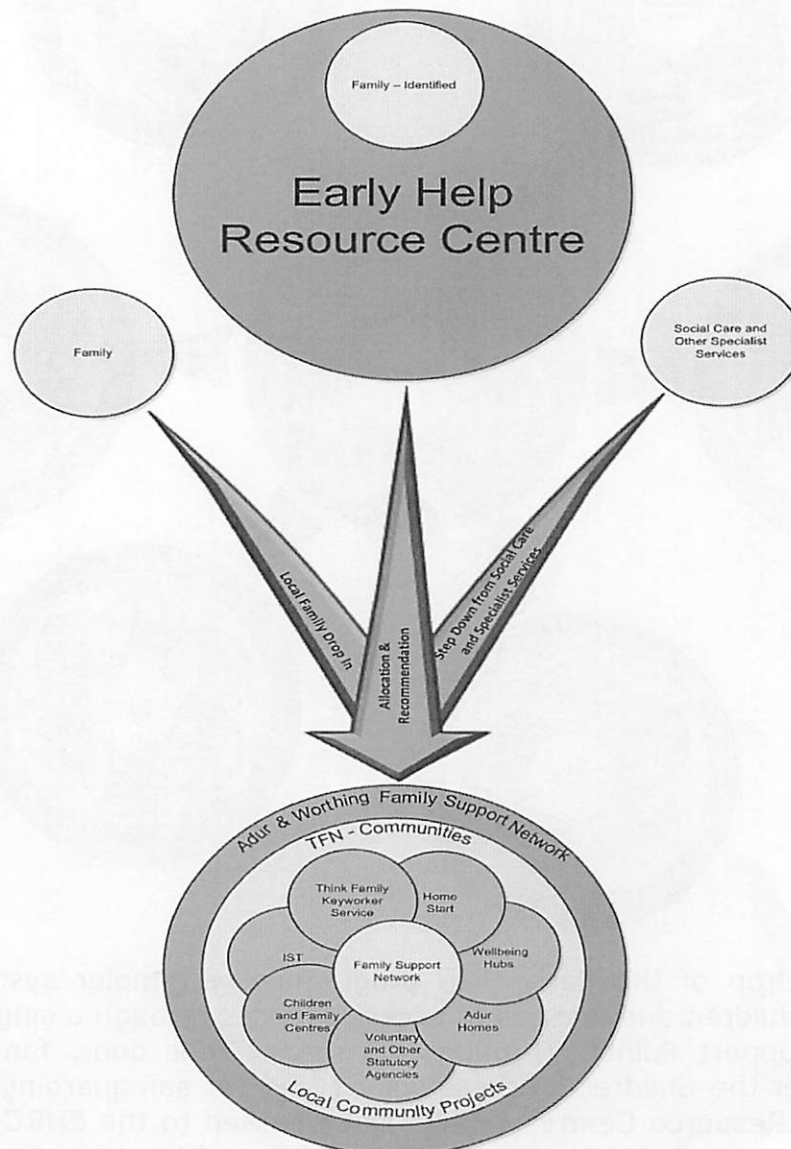 Family – Identified
Early Help
Resource Centre
Family
Social Care and
Other Specialist
Services
Local Family Drop In
Allocation &
Recommendation
Step Down from Social Care
and Specialist Services
Adur & Worthing Family Support Network
TFN - Communities
Think Family
Keyworker
Service
Home
Start
IST
Family Support
Network
Wellbeing
Hubs
Children
and Family
Centres
Adur
Homes
Voluntary
and Other
Statutory
Agencies
Local Community Projects